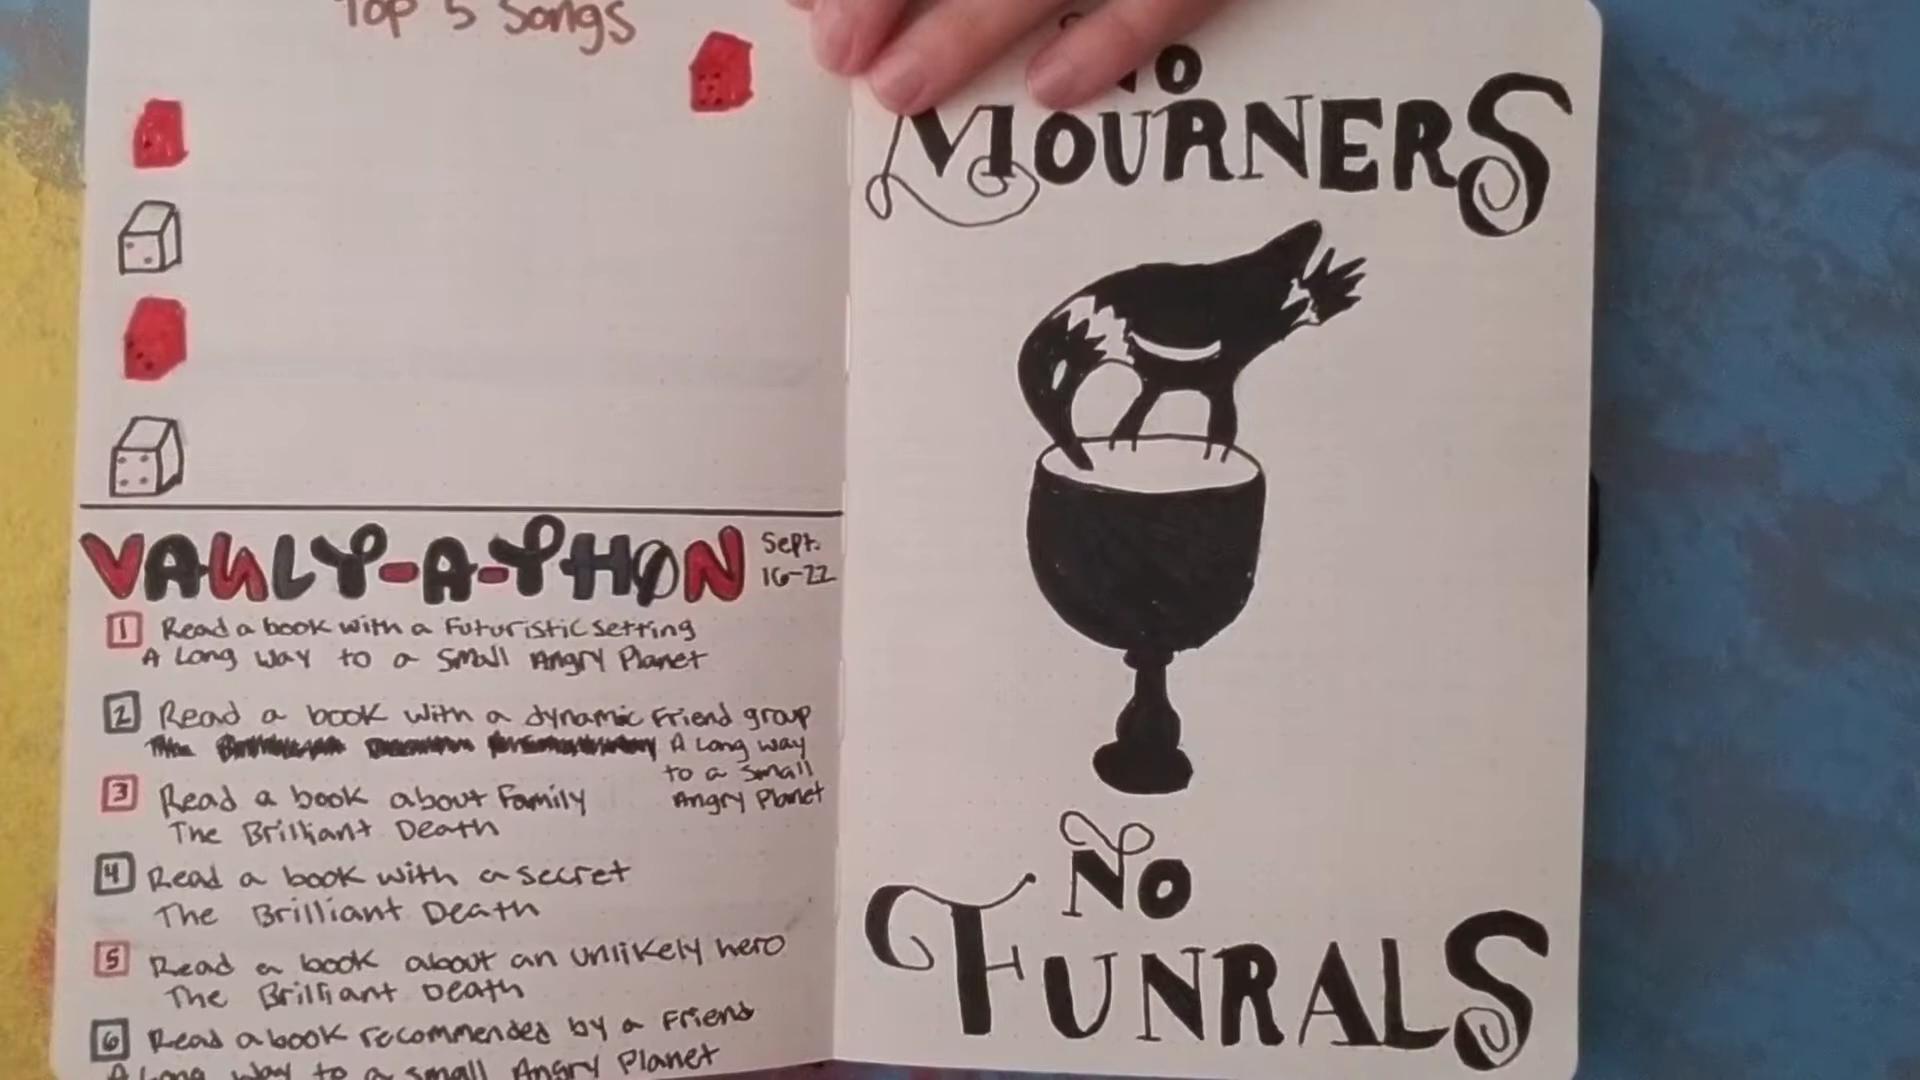 Top 5 Songs
VAULY-A-THON Sept. 16-22
1 Read a book with a Futuristic setting
A Long Way to a Small Angry Planet
2 Read a book with a dynamic Friend group
A Long way
to a Small
Angry Planet
3 Read a book about Family
The Brilliant Death
4 Read a book with a secret
The Brilliant Death
5 Read a book about an unlikely hero
The Brilliant Death
6 Read a book recommended by a Friend
A Long way to a small Angry Planet
No
MOURNERS
No
FUNRALS